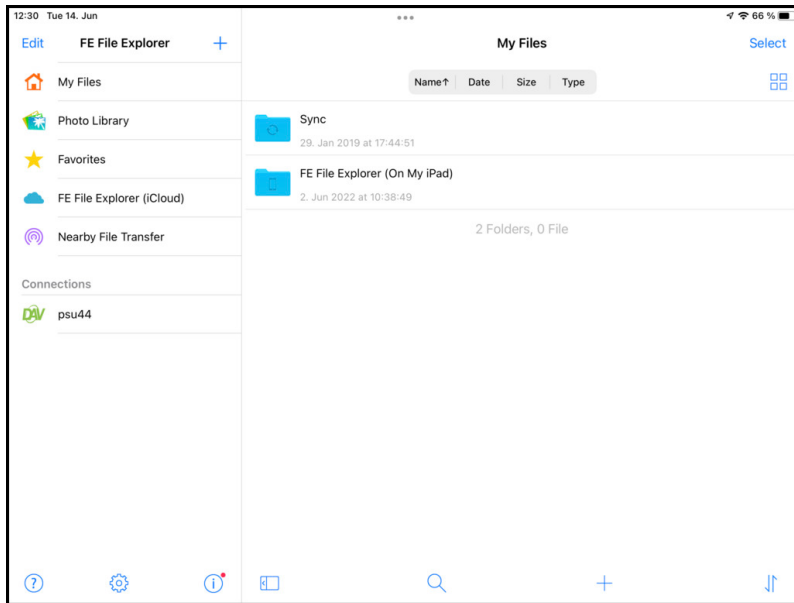 12:30 Tue 14. Jun
66 %
Edit
FE File Explorer
My Files
Photo Library
Favorites
FE File Explorer (iCloud)
Nearby File Transfer
Connections
DAV psu44
My Files
Select
Name↑ Date Size Type
Sync
29. Jan 2019 at 17:44:51
FE File Explorer (On My iPad)
2. Jun 2022 at 10:38:49
2 Folders, 0 File